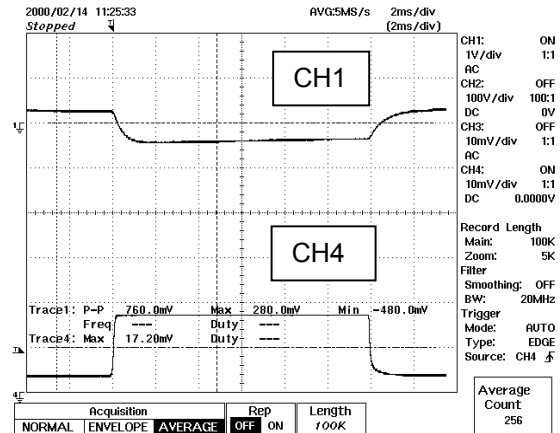 2000/02/14 11:25:33 AVG:5MS/s 2ms/div
Stopped (2ms/div)
CH1: ON
1V/div 1:1
AC
CH2: OFF
100V/div 100:1
DC 0V
CH3: OFF
10mV/div 1:1
AC
CH4: ON
10mV/div 1:1
DC 0.0000V
Record Length
Main: 100K
Zoom: 5K
Filter
Smoothing: OFF
BW: 20MHz
Trigger
Mode: AUTO
Type: EDGE
Source: CH4
CH1
CH4
Trace1: P-P 760.0mV Max 280.0mV Min -480.0mV
Freq --- Duty ---
Trace4: Max 17.20mV Duty ---
Acquisition
NORMAL ENVELOPE AVERAGE
Rep
OFF ON
Length
100K
Average
Count
256